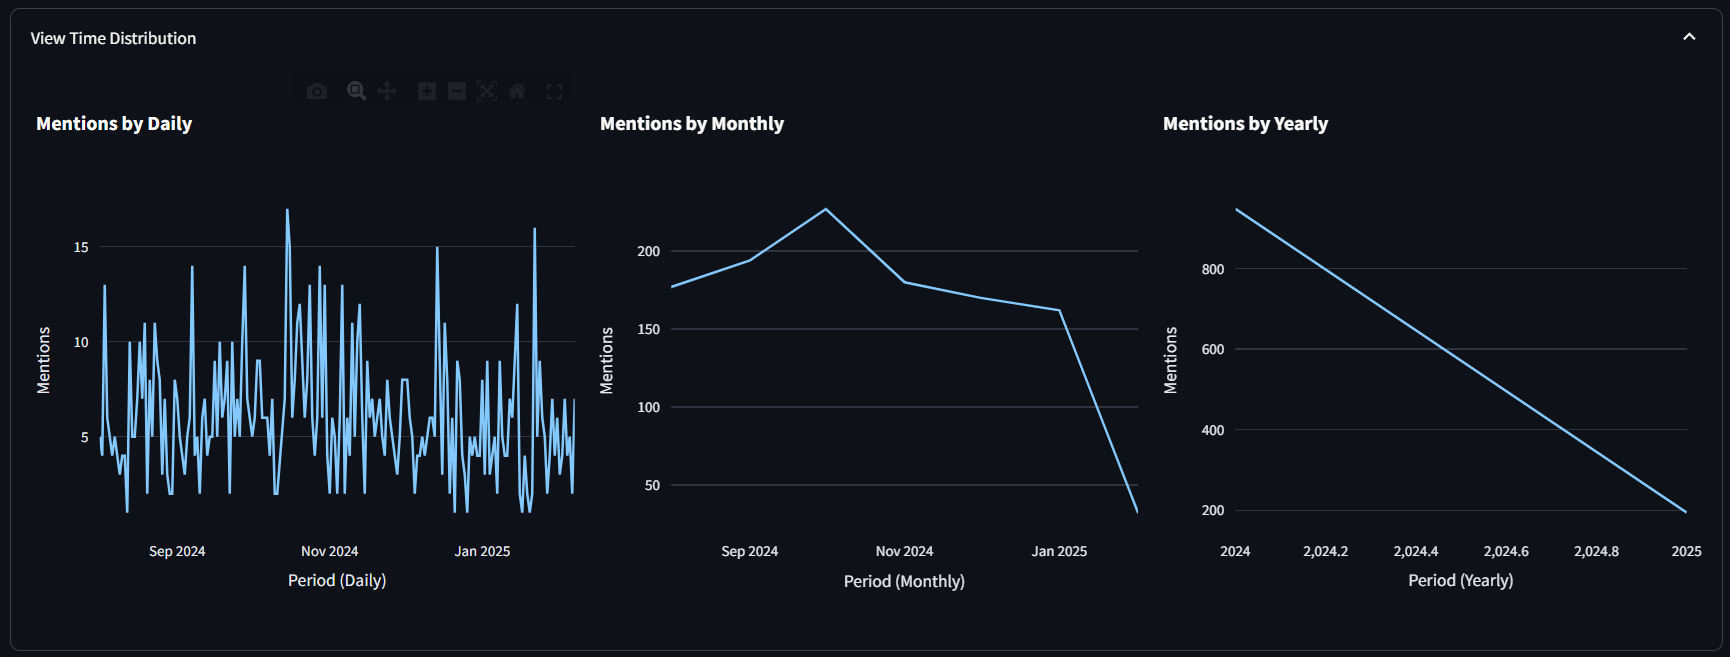 View Time Distribution
Mentions by Daily
15
10
5
Mentions
Sep 2024
Nov 2024
Jan 2025
Period (Daily)
Mentions by Monthly
200
150
100
50
Mentions
Sep 2024
Nov 2024
Jan 2025
Period (Monthly)
Mentions by Yearly
800
600
400
200
Mentions
2024
2,024.2
2,024.4
2,024.6
2,024.8
2025
Period (Yearly)